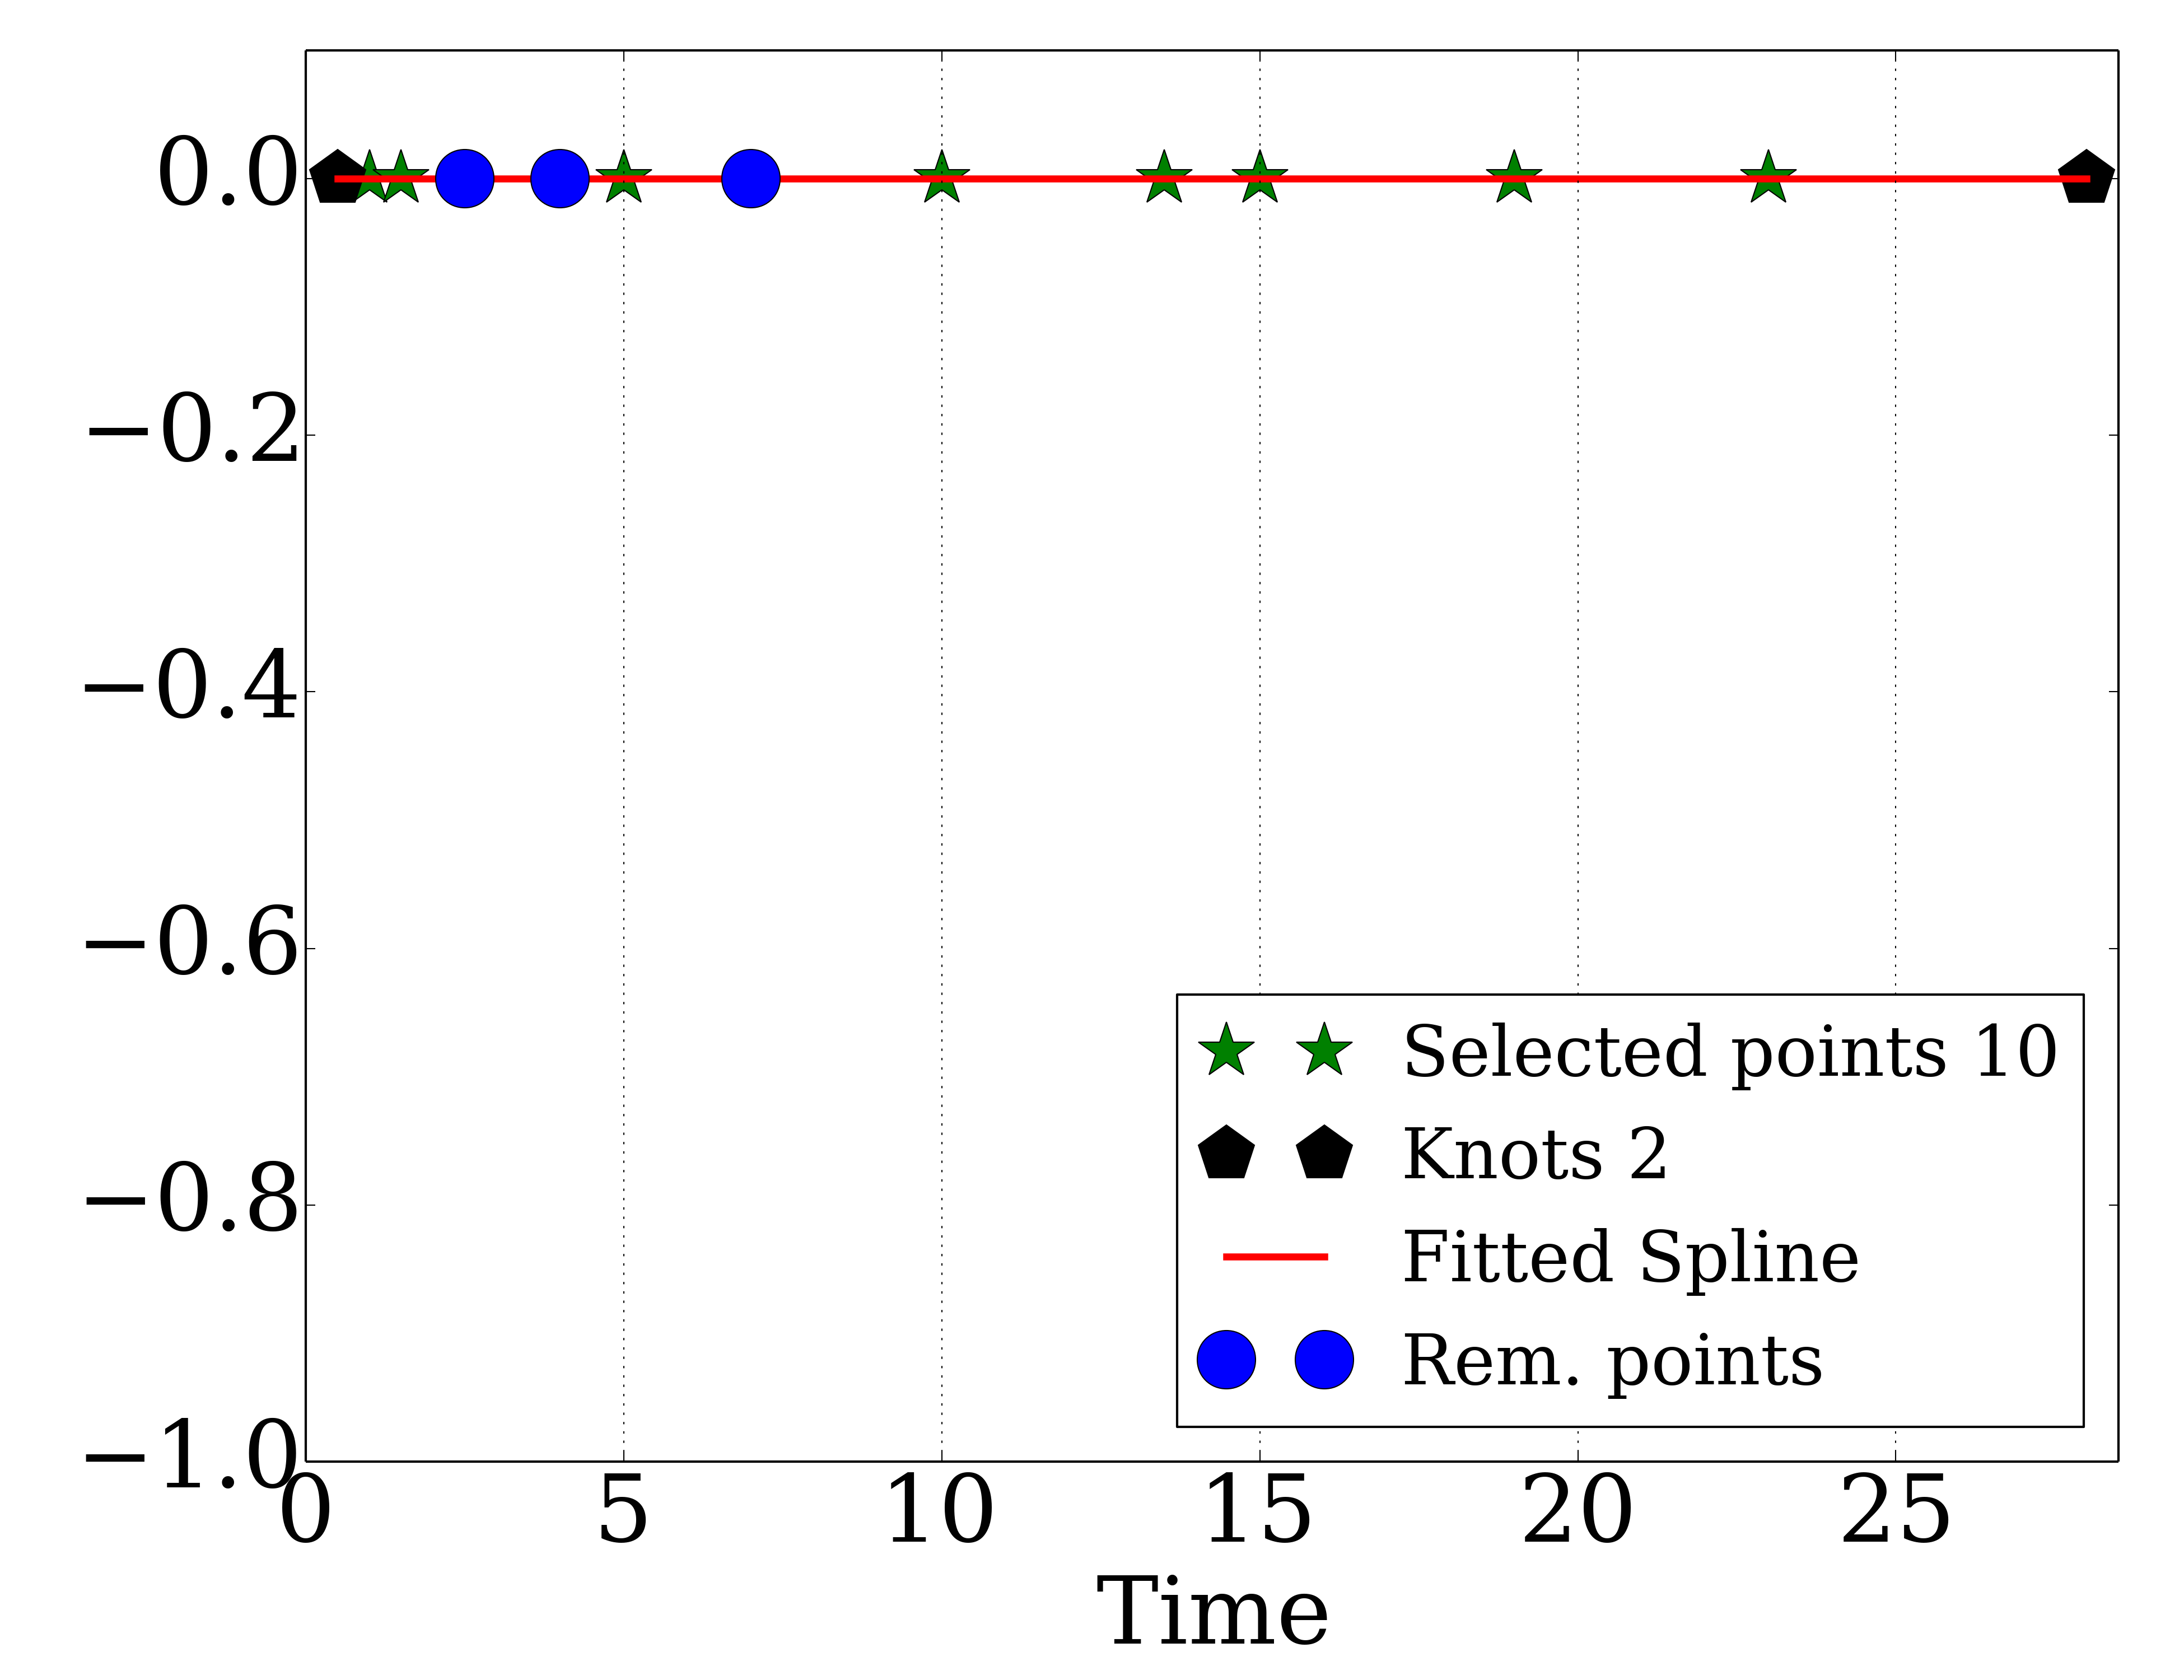 0.0
−0.2
−0.4
−0.6
−0.8
−1.0
Selected points 10
Knots 2
Fitted Spline
Rem. points
0 5 10 15 20 25
Time